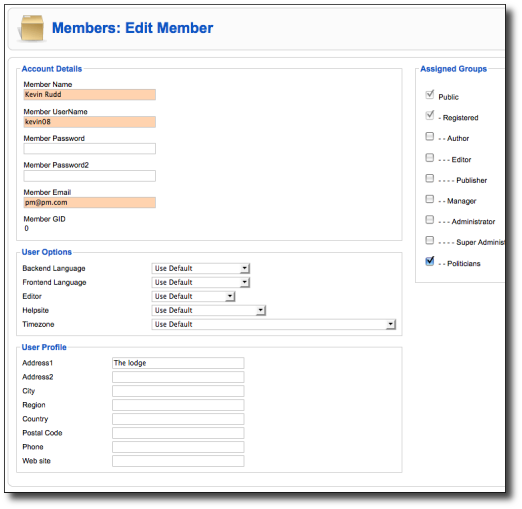 Members: Edit Member
Account Details
Member Name
Kevin Rudd
Member UserName
kevin08
Member Password
Member Password2
Member Email
pm@pm.com
Member GID
0
User Options
Backend Language Use Default
Frontend Language Use Default
Editor Use Default
Helpsite Use Default
Timezone Use Default
User Profile
Address1 The lodge
Address2
City
Region
Country
Postal Code
Phone
Web site
Assigned Groups
Public
- Registered
- - Author
- - - Editor
- - - - Publisher
- - Manager
- - - Administrator
- - - - Super Administ
- - Politicians